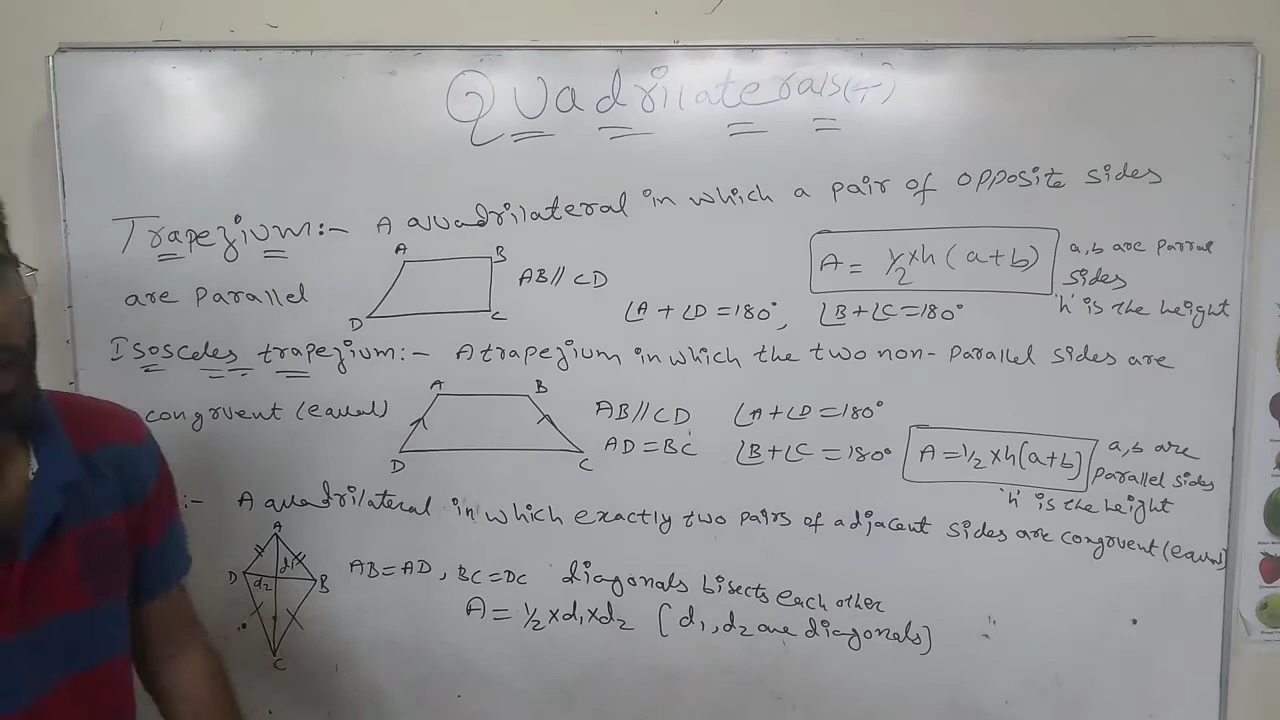 Quadrilaterals(T)
Trapezium:- A quadrilateral in which a pair of opposite sides
are parallel
A B
D C
AB// CD
A = 1/2 x h (a+b)
a, b are parral
sides
'h' is the height
∠A + ∠D = 180°, ∠B + ∠C = 180°
Isosceles trapezium:- A trapezium in which the two non-parallel sides are
congruent (equal)
A B
D C
AB// CD ∠A + ∠D = 180°
AD = BC ∠B + ∠C = 180°
A = 1/2 x h (a+b)
a, b are
parallel sides
'h' is the height
:- A quadrilateral in which exactly two pairs of adjacent sides are congruent (equal)
A
D d1 B
d2
C
AB = AD, BC = DC diagonals bisects each other
A = 1/2 x d1 x d2 [d1, d2 are diagonals]